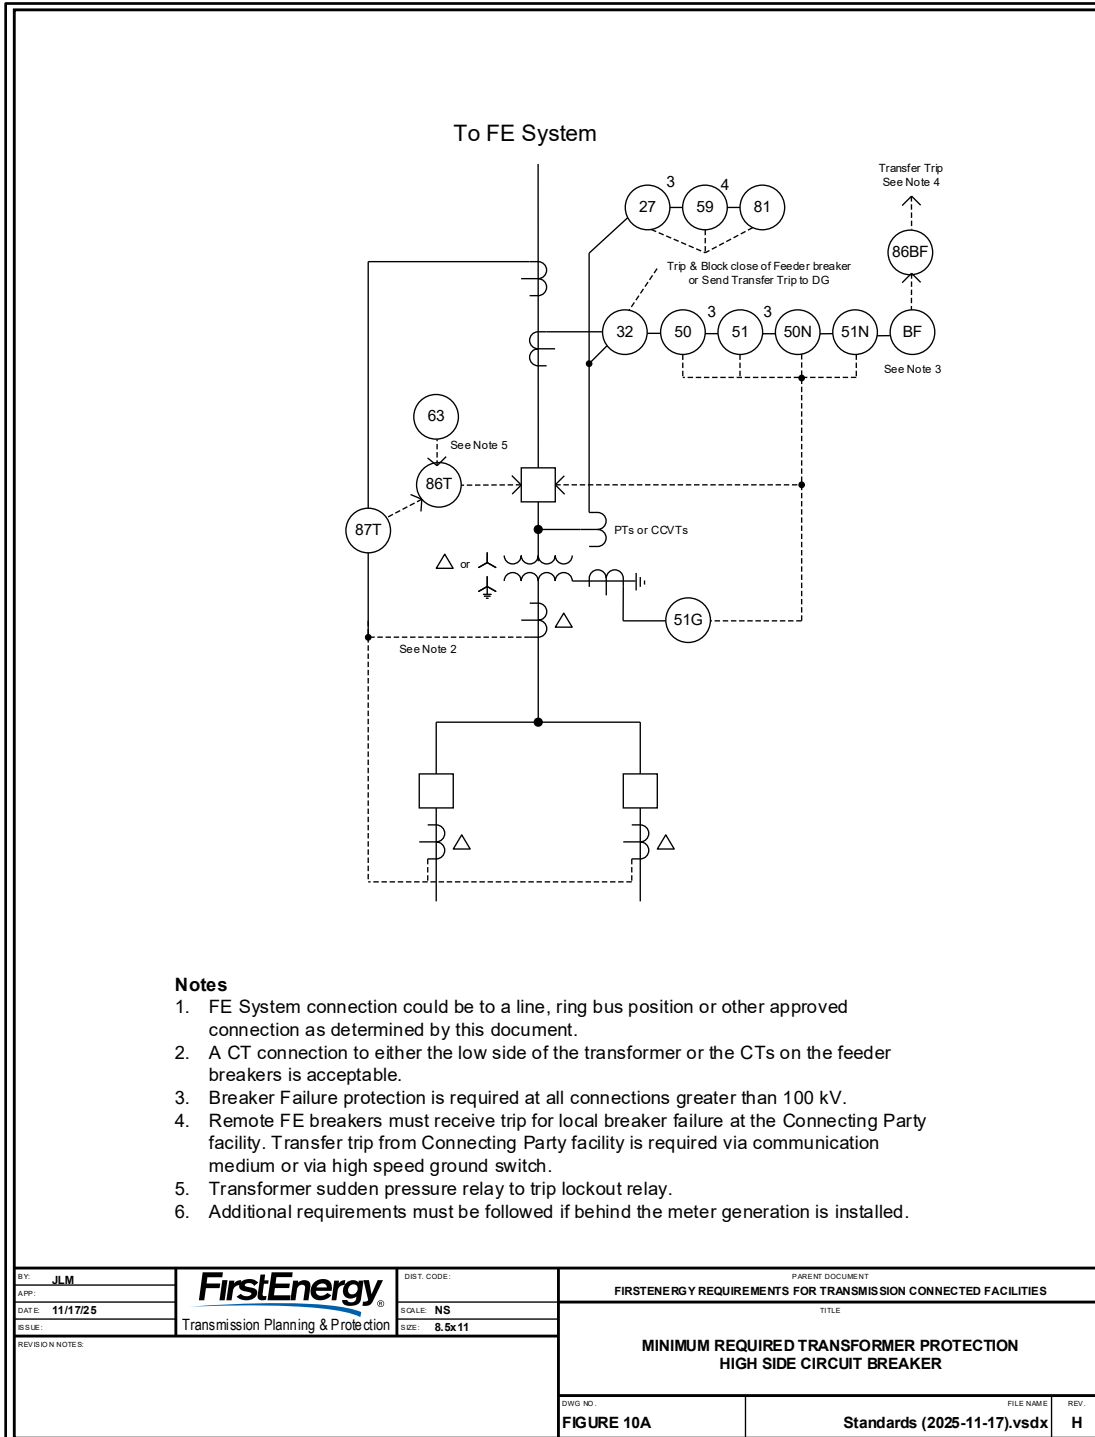 To FE System
Transfer Trip
See Note 4
3
4
27
59
81
86BF
Trip & Block close of Feeder breaker
or Send Transfer Trip to DG
3
3
32
50
51
50N
51N
BF
See Note 3
63
See Note 5
86T
87T
PTs or CCVTs
or
51G
See Note 2
Notes
1. FE System connection could be to a line, ring bus position or other approved
connection as determined by this document.
2. A CT connection to either the low side of the transformer or the CTs on the feeder
breakers is acceptable.
3. Breaker Failure protection is required at all connections greater than 100 kV.
4. Remote FE breakers must receive trip for local breaker failure at the Connecting Party
facility. Transfer trip from Connecting Party facility is required via communication
medium or via high speed ground switch.
5. Transformer sudden pressure relay to trip lockout relay.
6. Additional requirements must be followed if behind the meter generation is installed.
BY: JLM
APP:
DATE: 11/17/25
ISSUE:
REVISION NOTES:
FirstEnergy®
Transmission Planning & Protection
DIST. CODE:
SCALE: NS
SIZE: 8.5x11
PARENT DOCUMENT
FIRSTENERGY REQUIREMENTS FOR TRANSMISSION CONNECTED FACILITIES
TITLE
MINIMUM REQUIRED TRANSFORMER PROTECTION
HIGH SIDE CIRCUIT BREAKER
DWG NO.
FIGURE 10A
FILE NAME
Standards (2025-11-17).vsdx
REV.
H